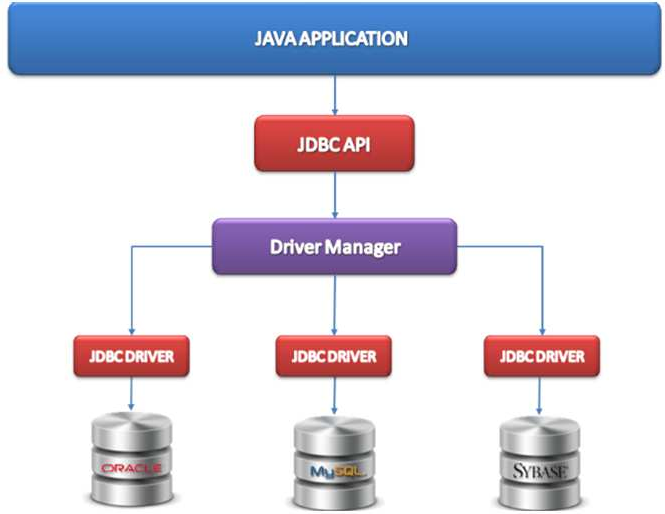 JAVA APPLICATION
JDBC API
Driver Manager
JDBC DRIVER
JDBC DRIVER
JDBC DRIVER
ORACLE
MySQL
SYBASE